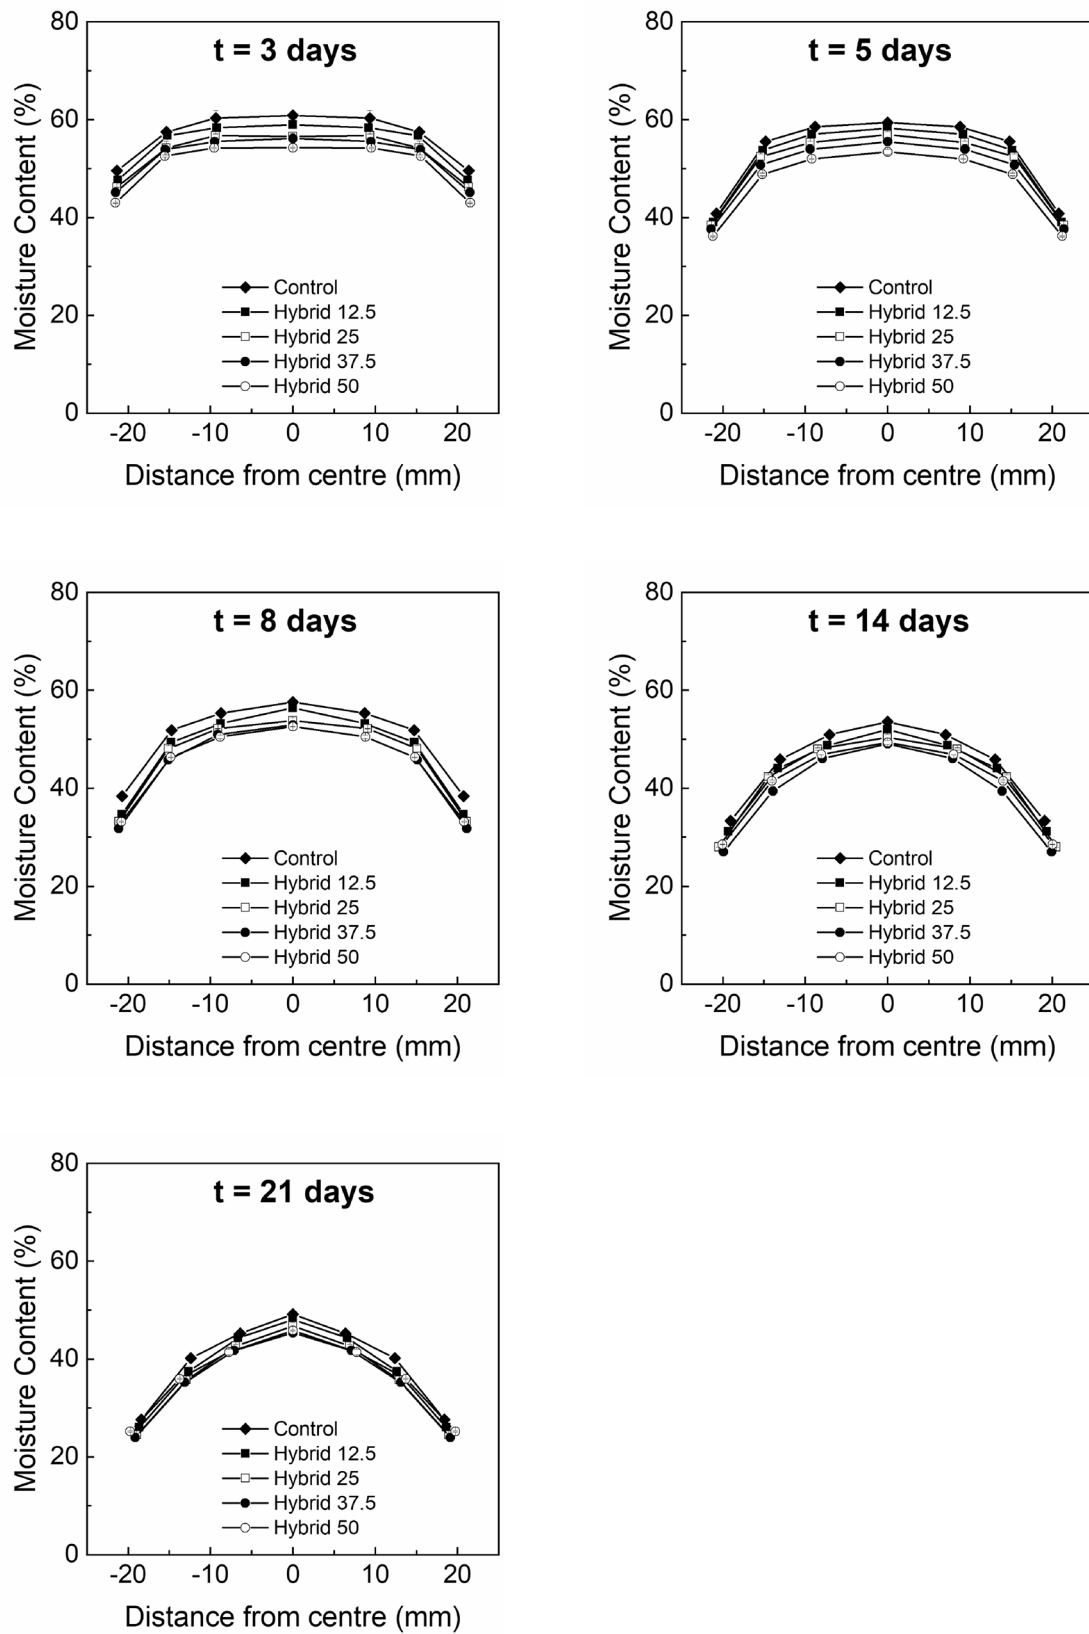 t = 3 days
Moisture Content (%)
80
60
40
20
0
Control
Hybrid 12.5
Hybrid 25
Hybrid 37.5
Hybrid 50
-20 -10 0 10 20
Distance from centre (mm)
t = 5 days
Moisture Content (%)
80
60
40
20
0
Control
Hybrid 12.5
Hybrid 25
Hybrid 37.5
Hybrid 50
-20 -10 0 10 20
Distance from centre (mm)
t = 8 days
Moisture Content (%)
80
60
40
20
0
Control
Hybrid 12.5
Hybrid 25
Hybrid 37.5
Hybrid 50
-20 -10 0 10 20
Distance from centre (mm)
t = 14 days
Moisture Content (%)
80
60
40
20
0
Control
Hybrid 12.5
Hybrid 25
Hybrid 37.5
Hybrid 50
-20 -10 0 10 20
Distance from centre (mm)
t = 21 days
Moisture Content (%)
80
60
40
20
0
Control
Hybrid 12.5
Hybrid 25
Hybrid 37.5
Hybrid 50
-20 -10 0 10 20
Distance from centre (mm)